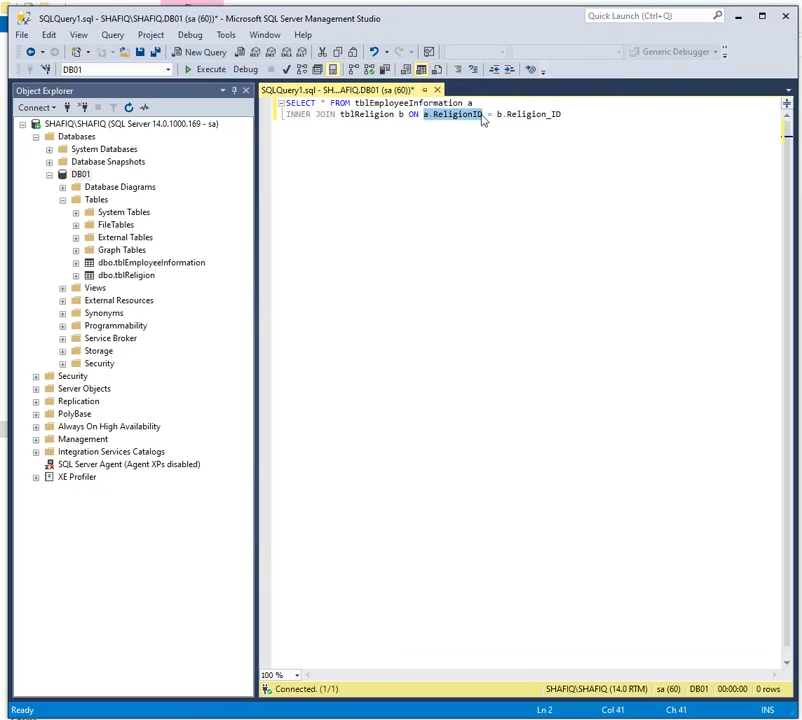 SQLQuery1.sql - SHAFIQ\SHAFIQ.DB01 (sa (60))* - Microsoft SQL Server Management Studio
Quick Launch (Ctrl+Q)
File Edit View Query Project Debug Tools Window Help
New Query
Generic Debugger
DB01
Execute Debug
Object Explorer
SQLQuery1.sql - SH...AFIQ.DB01 (sa (60))*
Connect
SELECT * FROM tblEmployeeInformation a
INNER JOIN tblReligion b ON a.ReligionID = b.Religion_ID
SHAFIQ\SHAFIQ (SQL Server 14.0.1000.169 - sa)
Databases
System Databases
Database Snapshots
DB01
Database Diagrams
Tables
System Tables
FileTables
External Tables
Graph Tables
dbo.tblEmployeeInformation
dbo.tblReligion
Views
External Resources
Synonyms
Programmability
Service Broker
Storage
Security
Security
Server Objects
Replication
PolyBase
Always On High Availability
Management
Integration Services Catalogs
SQL Server Agent (Agent XPs disabled)
XE Profiler
100 %
Connected. (1/1)
SHAFIQ\SHAFIQ (14.0 RTM) sa (60) DB01 00:00:00 0 rows
Ready
Ln 2 Col 41 Ch 41 INS